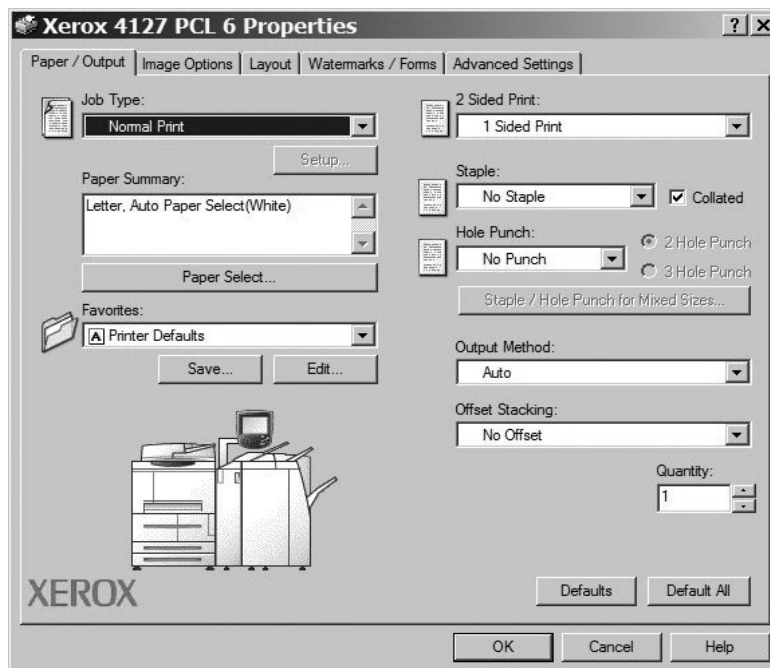 Xerox 4127 PCL 6 Properties
Paper / Output
Image Options
Layout
Watermarks / Forms
Advanced Settings
Job Type:
Normal Print
Setup...
Paper Summary:
Letter, Auto Paper Select(White)
Paper Select...
Favorites:
A Printer Defaults
Save...
Edit...
XEROX
2 Sided Print:
1 Sided Print
Staple:
No Staple
Collated
Hole Punch:
No Punch
2 Hole Punch
3 Hole Punch
Staple / Hole Punch for Mixed Sizes...
Output Method:
Auto
Offset Stacking:
No Offset
Quantity:
1
Defaults
Default All
OK
Cancel
Help